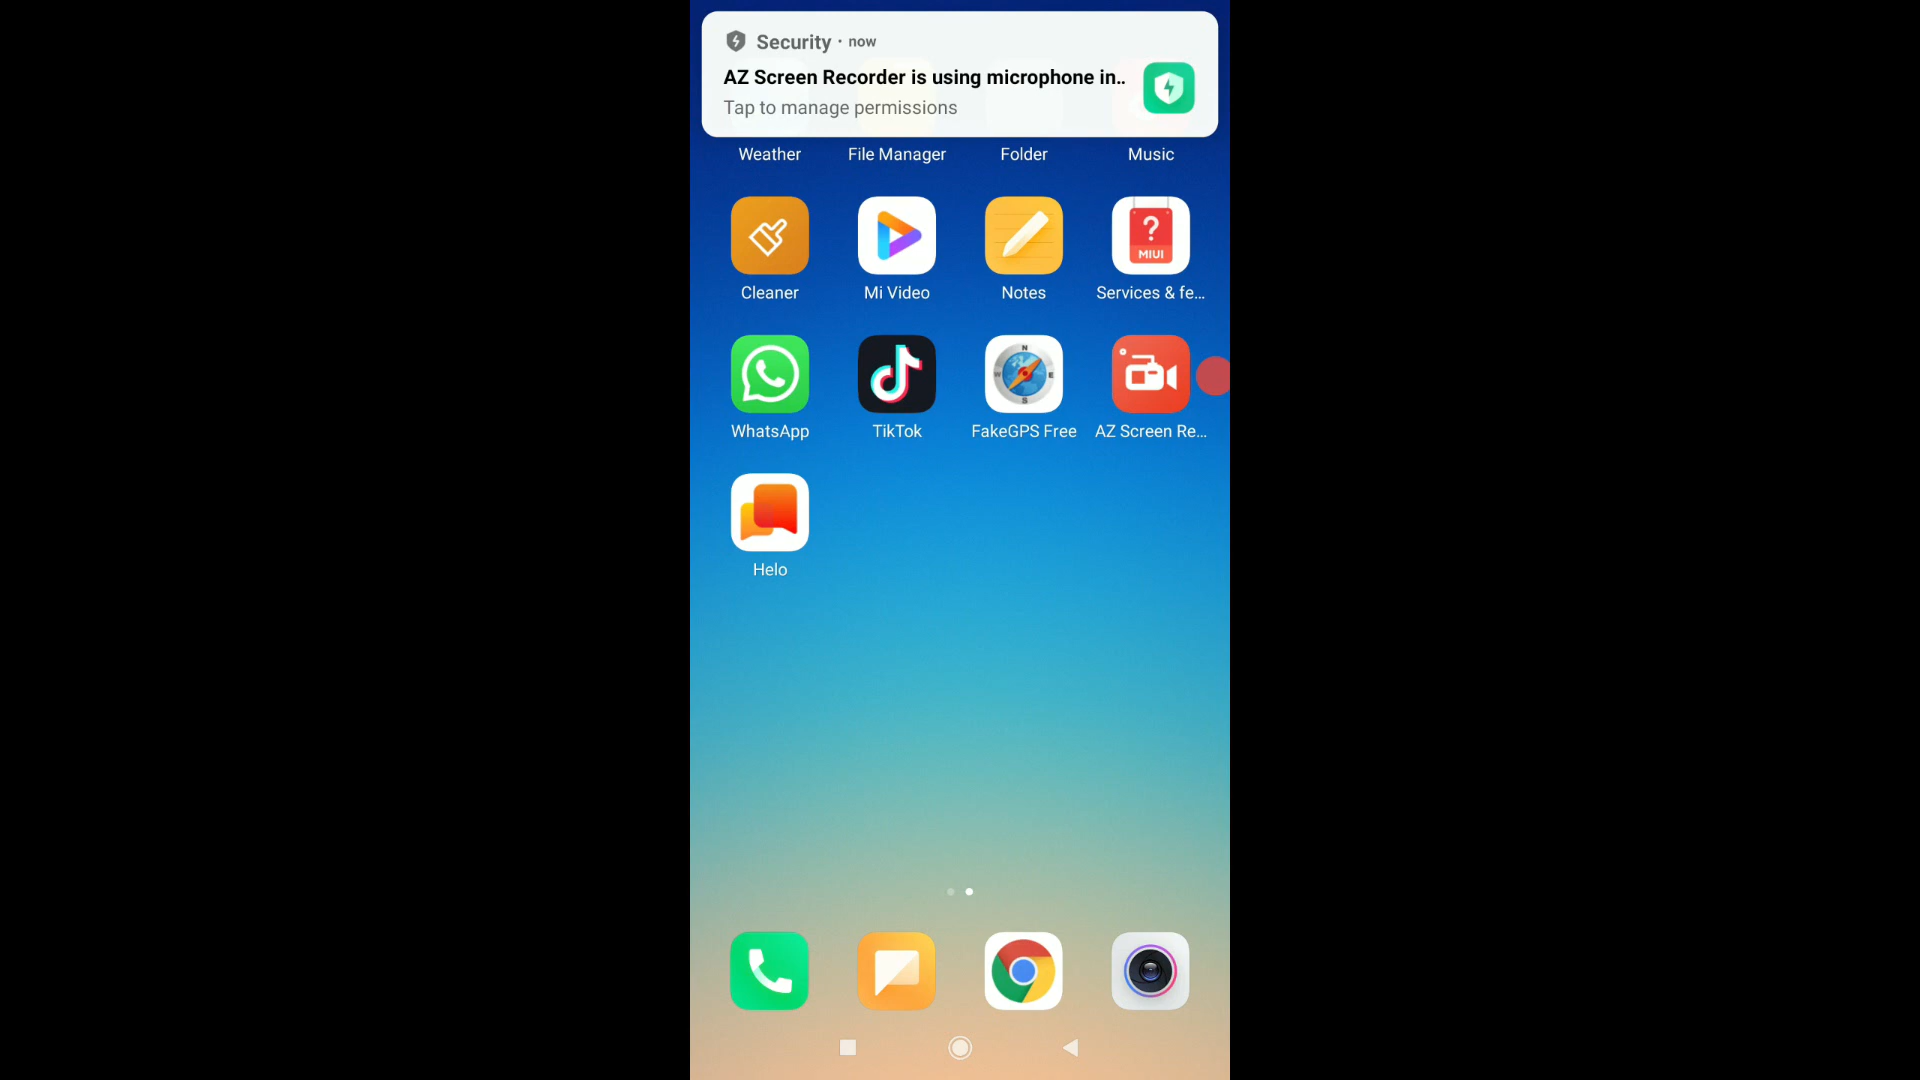 Security · now
AZ Screen Recorder is using microphone in..
Tap to manage permissions
Weather File Manager Folder Music
?
MIUI
Cleaner Mi Video Notes Services & fe...
N
W E
S
WhatsApp TikTok FakeGPS Free AZ Screen Re...
Helo